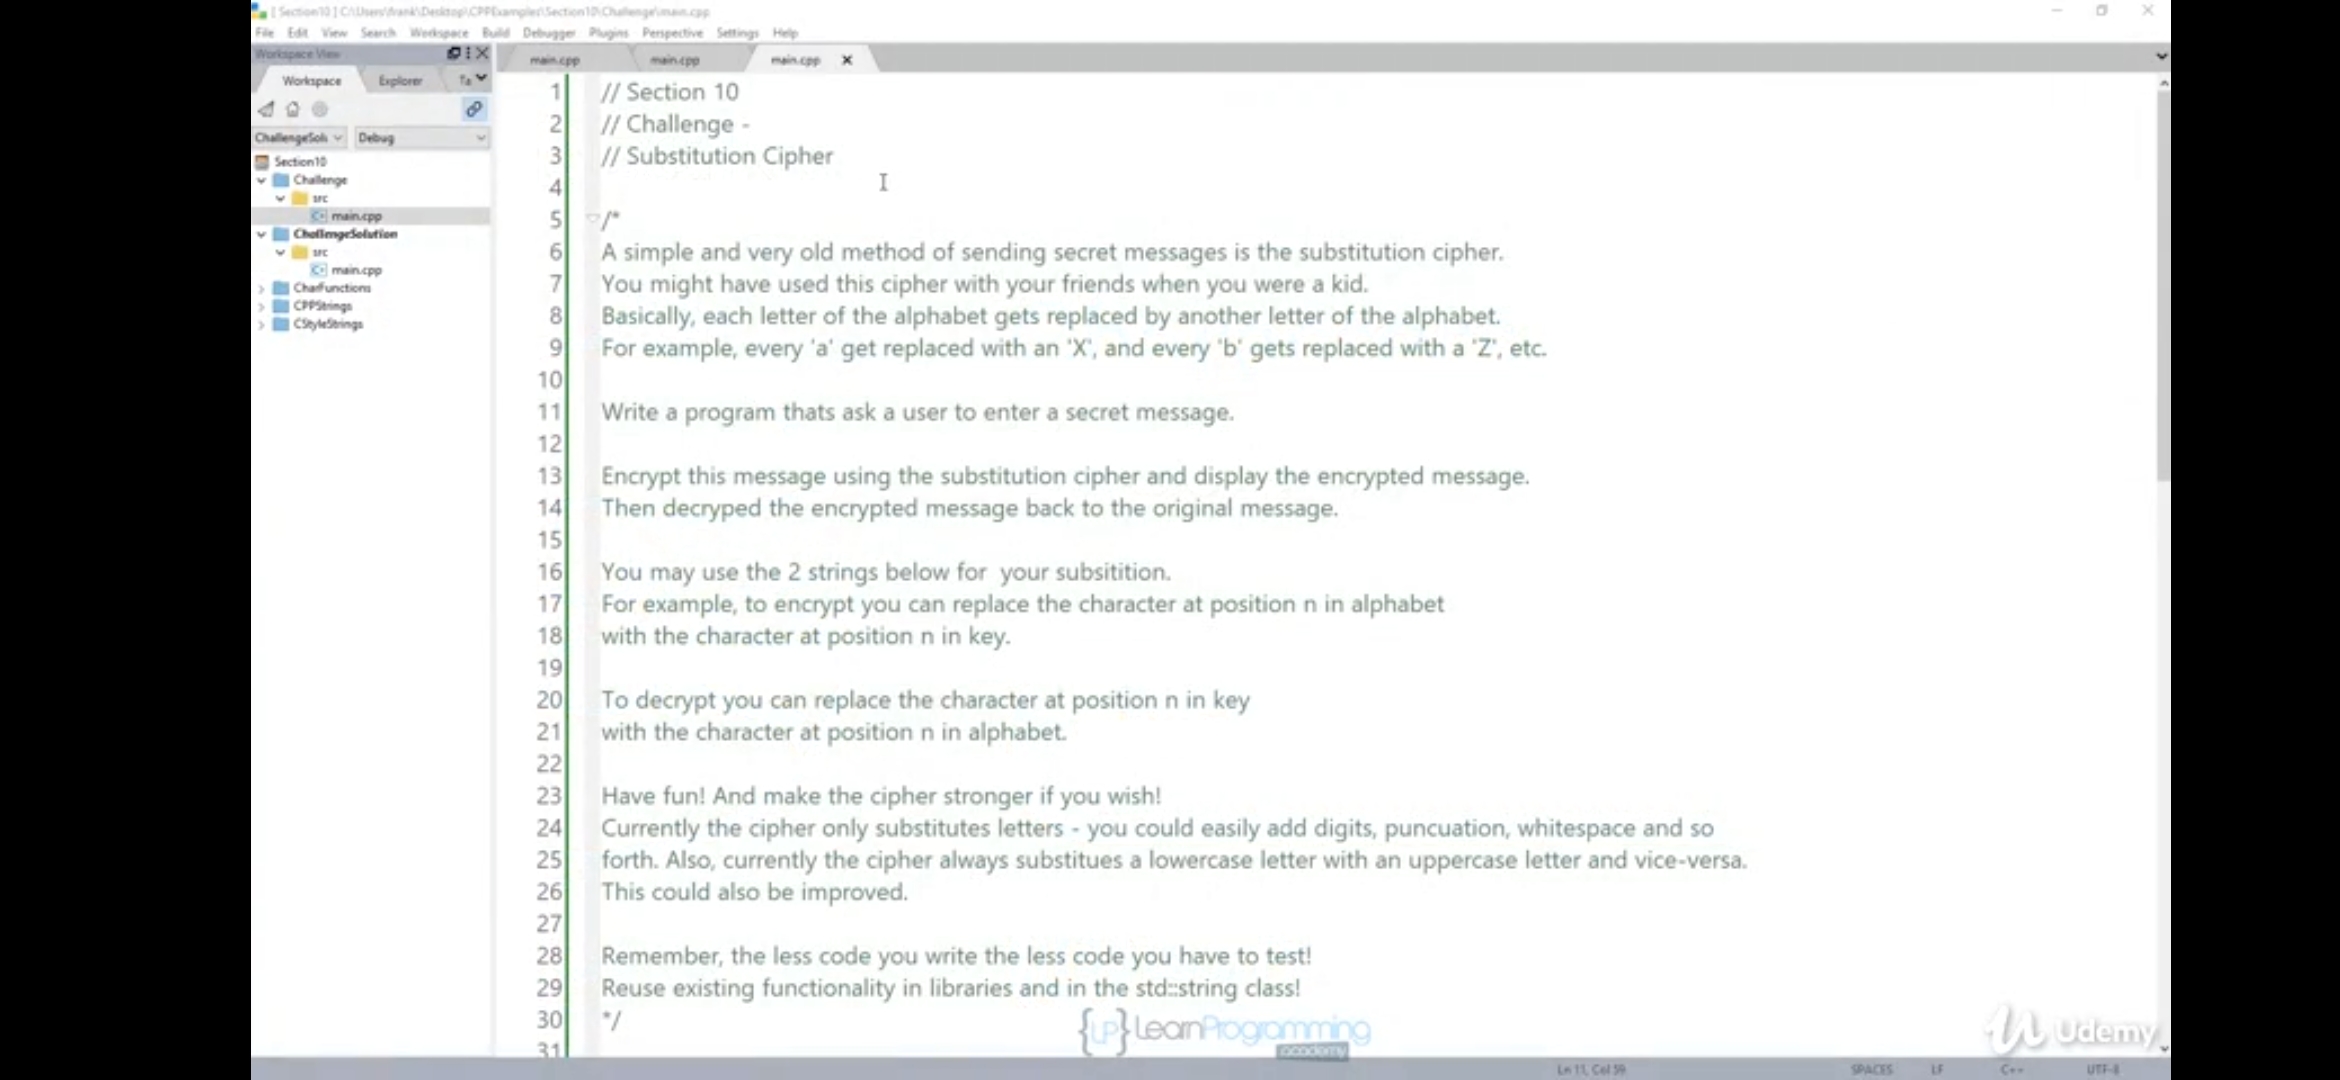 [ Section10 ] C:\Users\frank\Desktop\CPPExamples\Section10\Challenge\main.cpp
File Edit View Search Workspace Build Debugger Plugins Perspective Settings Help
Workspace View
main.cpp main.cpp main.cpp
Workspace Explorer Ta
ChallengeSolu Debug
Section10
Challenge
src
main.cpp
ChallengeSolution
src
main.cpp
CharFunctions
CPPStrings
CStyleStrings
1 // Section 10
2 // Challenge -
3 // Substitution Cipher
4
5 /*
6 A simple and very old method of sending secret messages is the substitution cipher.
7 You might have used this cipher with your friends when you were a kid.
8 Basically, each letter of the alphabet gets replaced by another letter of the alphabet.
9 For example, every 'a' get replaced with an 'X', and every 'b' gets replaced with a 'Z', etc.
10
11 Write a program thats ask a user to enter a secret message.
12
13 Encrypt this message using the substitution cipher and display the encrypted message.
14 Then decryped the encrypted message back to the original message.
15
16 You may use the 2 strings below for  your subsitition.
17 For example, to encrypt you can replace the character at position n in alphabet
18 with the character at position n in key.
19
20 To decrypt you can replace the character at position n in key
21 with the character at position n in alphabet.
22
23 Have fun! And make the cipher stronger if you wish!
24 Currently the cipher only substitutes letters - you could easily add digits, puncuation, whitespace and so
25 forth. Also, currently the cipher always substitues a lowercase letter with an uppercase letter and vice-versa.
26 This could also be improved.
27
28 Remember, the less code you write the less code you have to test!
29 Reuse existing functionality in libraries and in the std::string class!
30 */
31
{LP} LearnProgramming
academy
Udemy
Ln 11, Col 59 SPACES LF C++ UTF-8